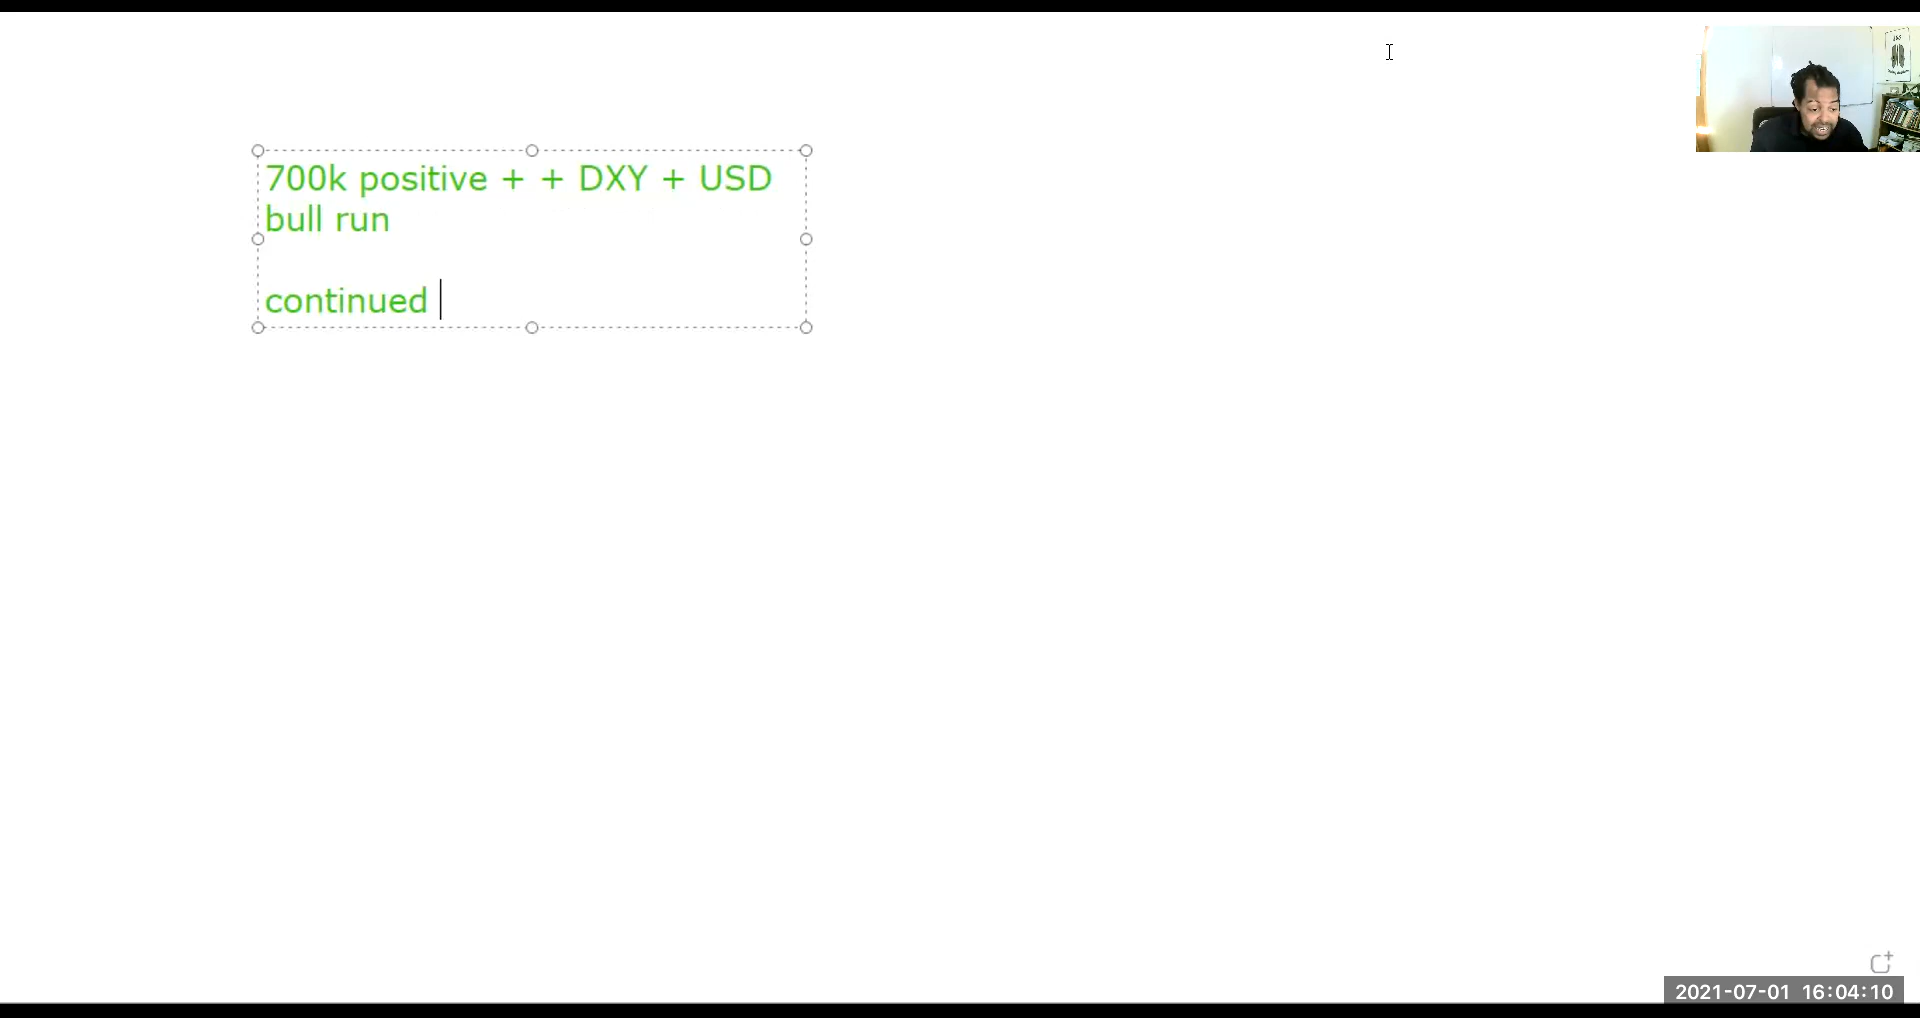 700k positive + + DXY + USD
bull run
continued
2021-07-01 16:04:10